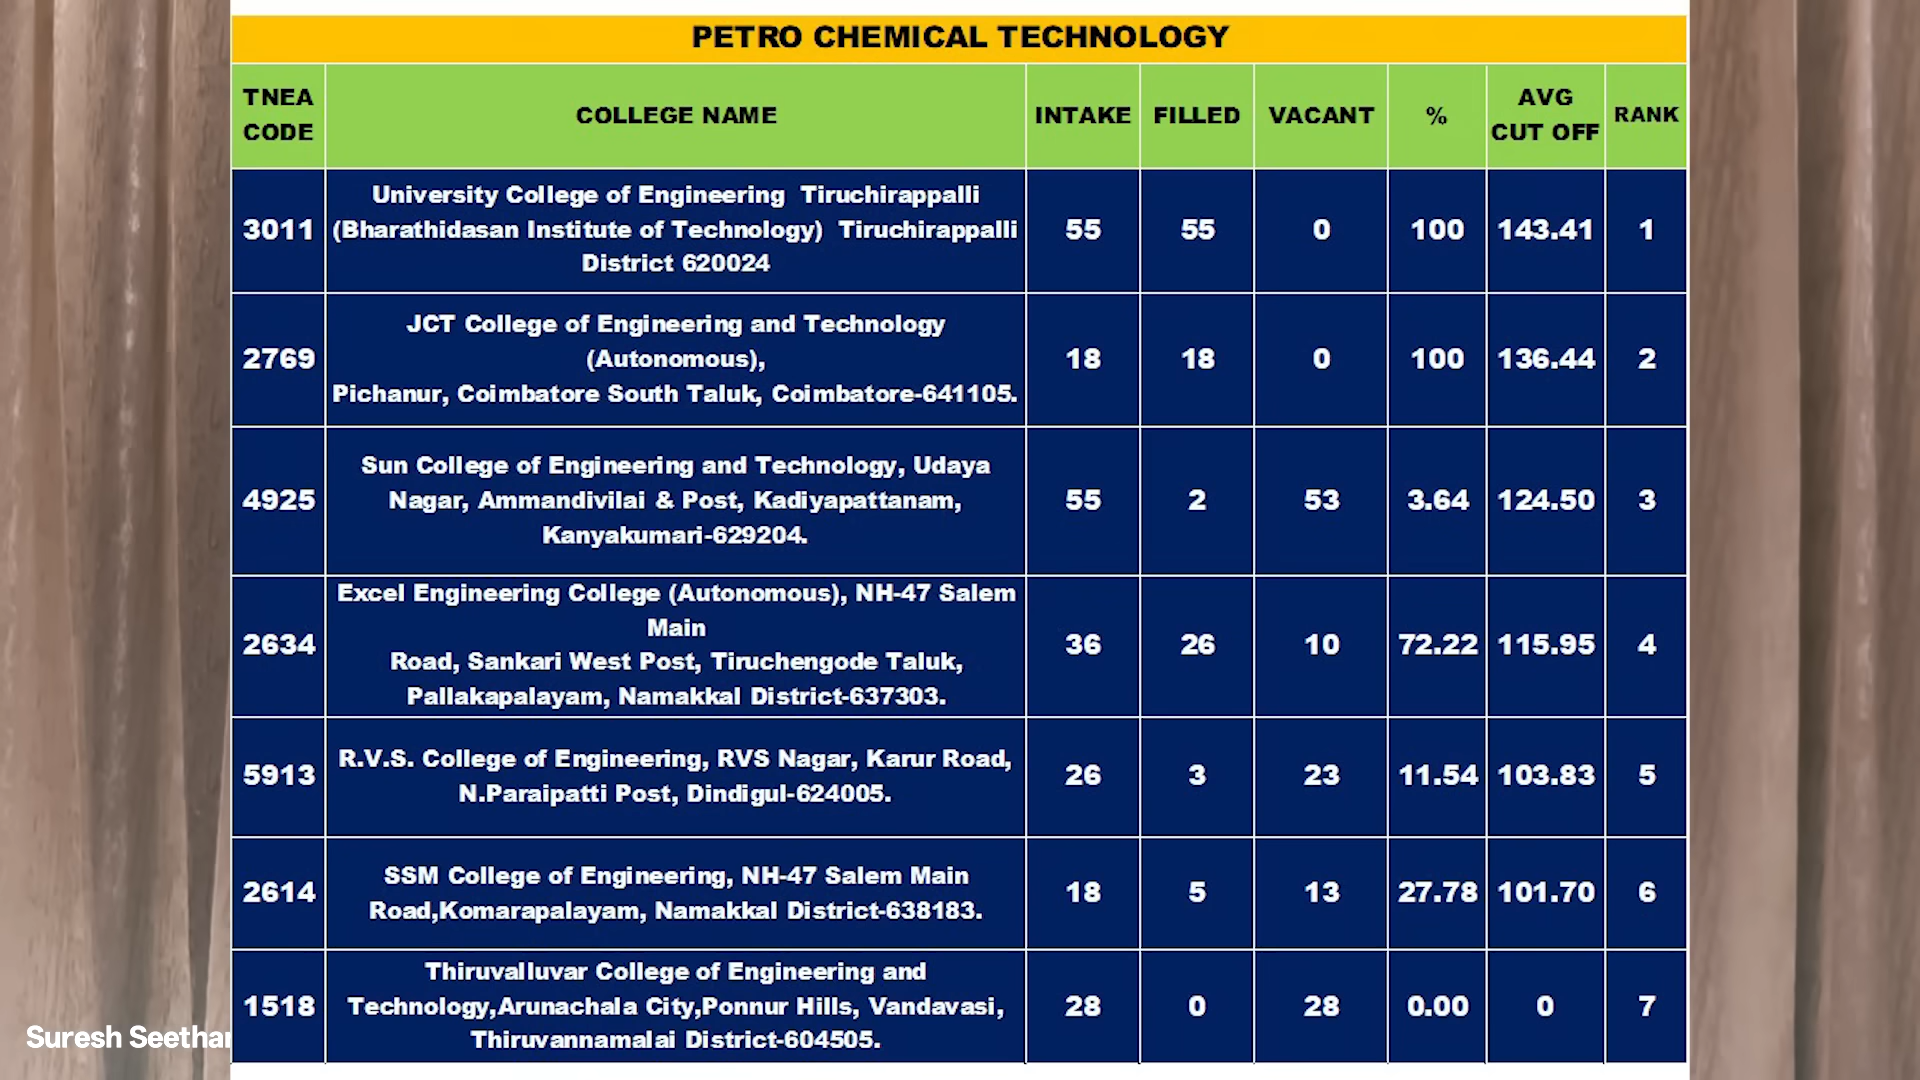 PETRO CHEMICAL TECHNOLOGY
TNEA CODE COLLEGE NAME INTAKE FILLED VACANT % AVG CUT OFF RANK
3011 University College of Engineering Tiruchirappalli
(Bharathidasan Institute of Technology) Tiruchirappalli
District 620024 55 55 0 100 143.41 1
2769 JCT College of Engineering and Technology
(Autonomous),
Pichanur, Coimbatore South Taluk, Coimbatore-641105. 18 18 0 100 136.44 2
4925 Sun College of Engineering and Technology, Udaya
Nagar, Ammandivilai & Post, Kadiyapattanam,
Kanyakumari-629204. 55 2 53 3.64 124.50 3
2634 Excel Engineering College (Autonomous), NH-47 Salem
Main
Road, Sankari West Post, Tiruchengode Taluk,
Pallakapalayam, Namakkal District-637303. 36 26 10 72.22 115.95 4
5913 R.V.S. College of Engineering, RVS Nagar, Karur Road,
N.Paraipatti Post, Dindigul-624005. 26 3 23 11.54 103.83 5
2614 SSM College of Engineering, NH-47 Salem Main
Road,Komarapalayam, Namakkal District-638183. 18 5 13 27.78 101.70 6
1518 Thiruvalluvar College of Engineering and
Technology,Arunachala City,Ponnur Hills, Vandavasi,
Thiruvannamalai District-604505. 28 0 28 0.00 0 7
Suresh